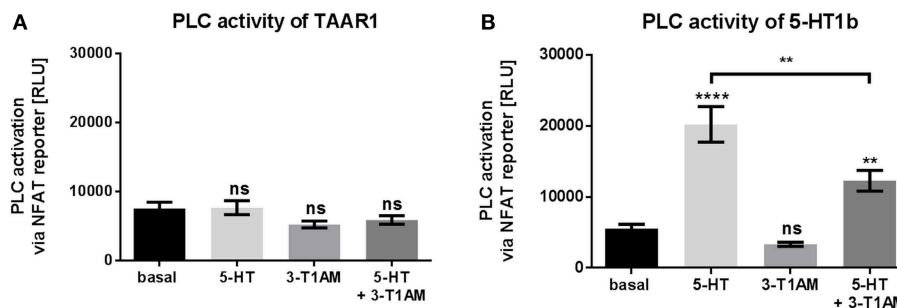 A
PLC activity of TAAR1
PLC activation
via NFAT reporter [RLU]
30000
20000
10000
0
ns
ns
ns
basal
5-HT
3-T1AM
5-HT
+ 3-T1AM
B
PLC activity of 5-HT1b
PLC activation
via NFAT reporter [RLU]
30000
20000
10000
0
**
****
ns
**
basal
5-HT
3-T1AM
5-HT
+ 3-T1AM